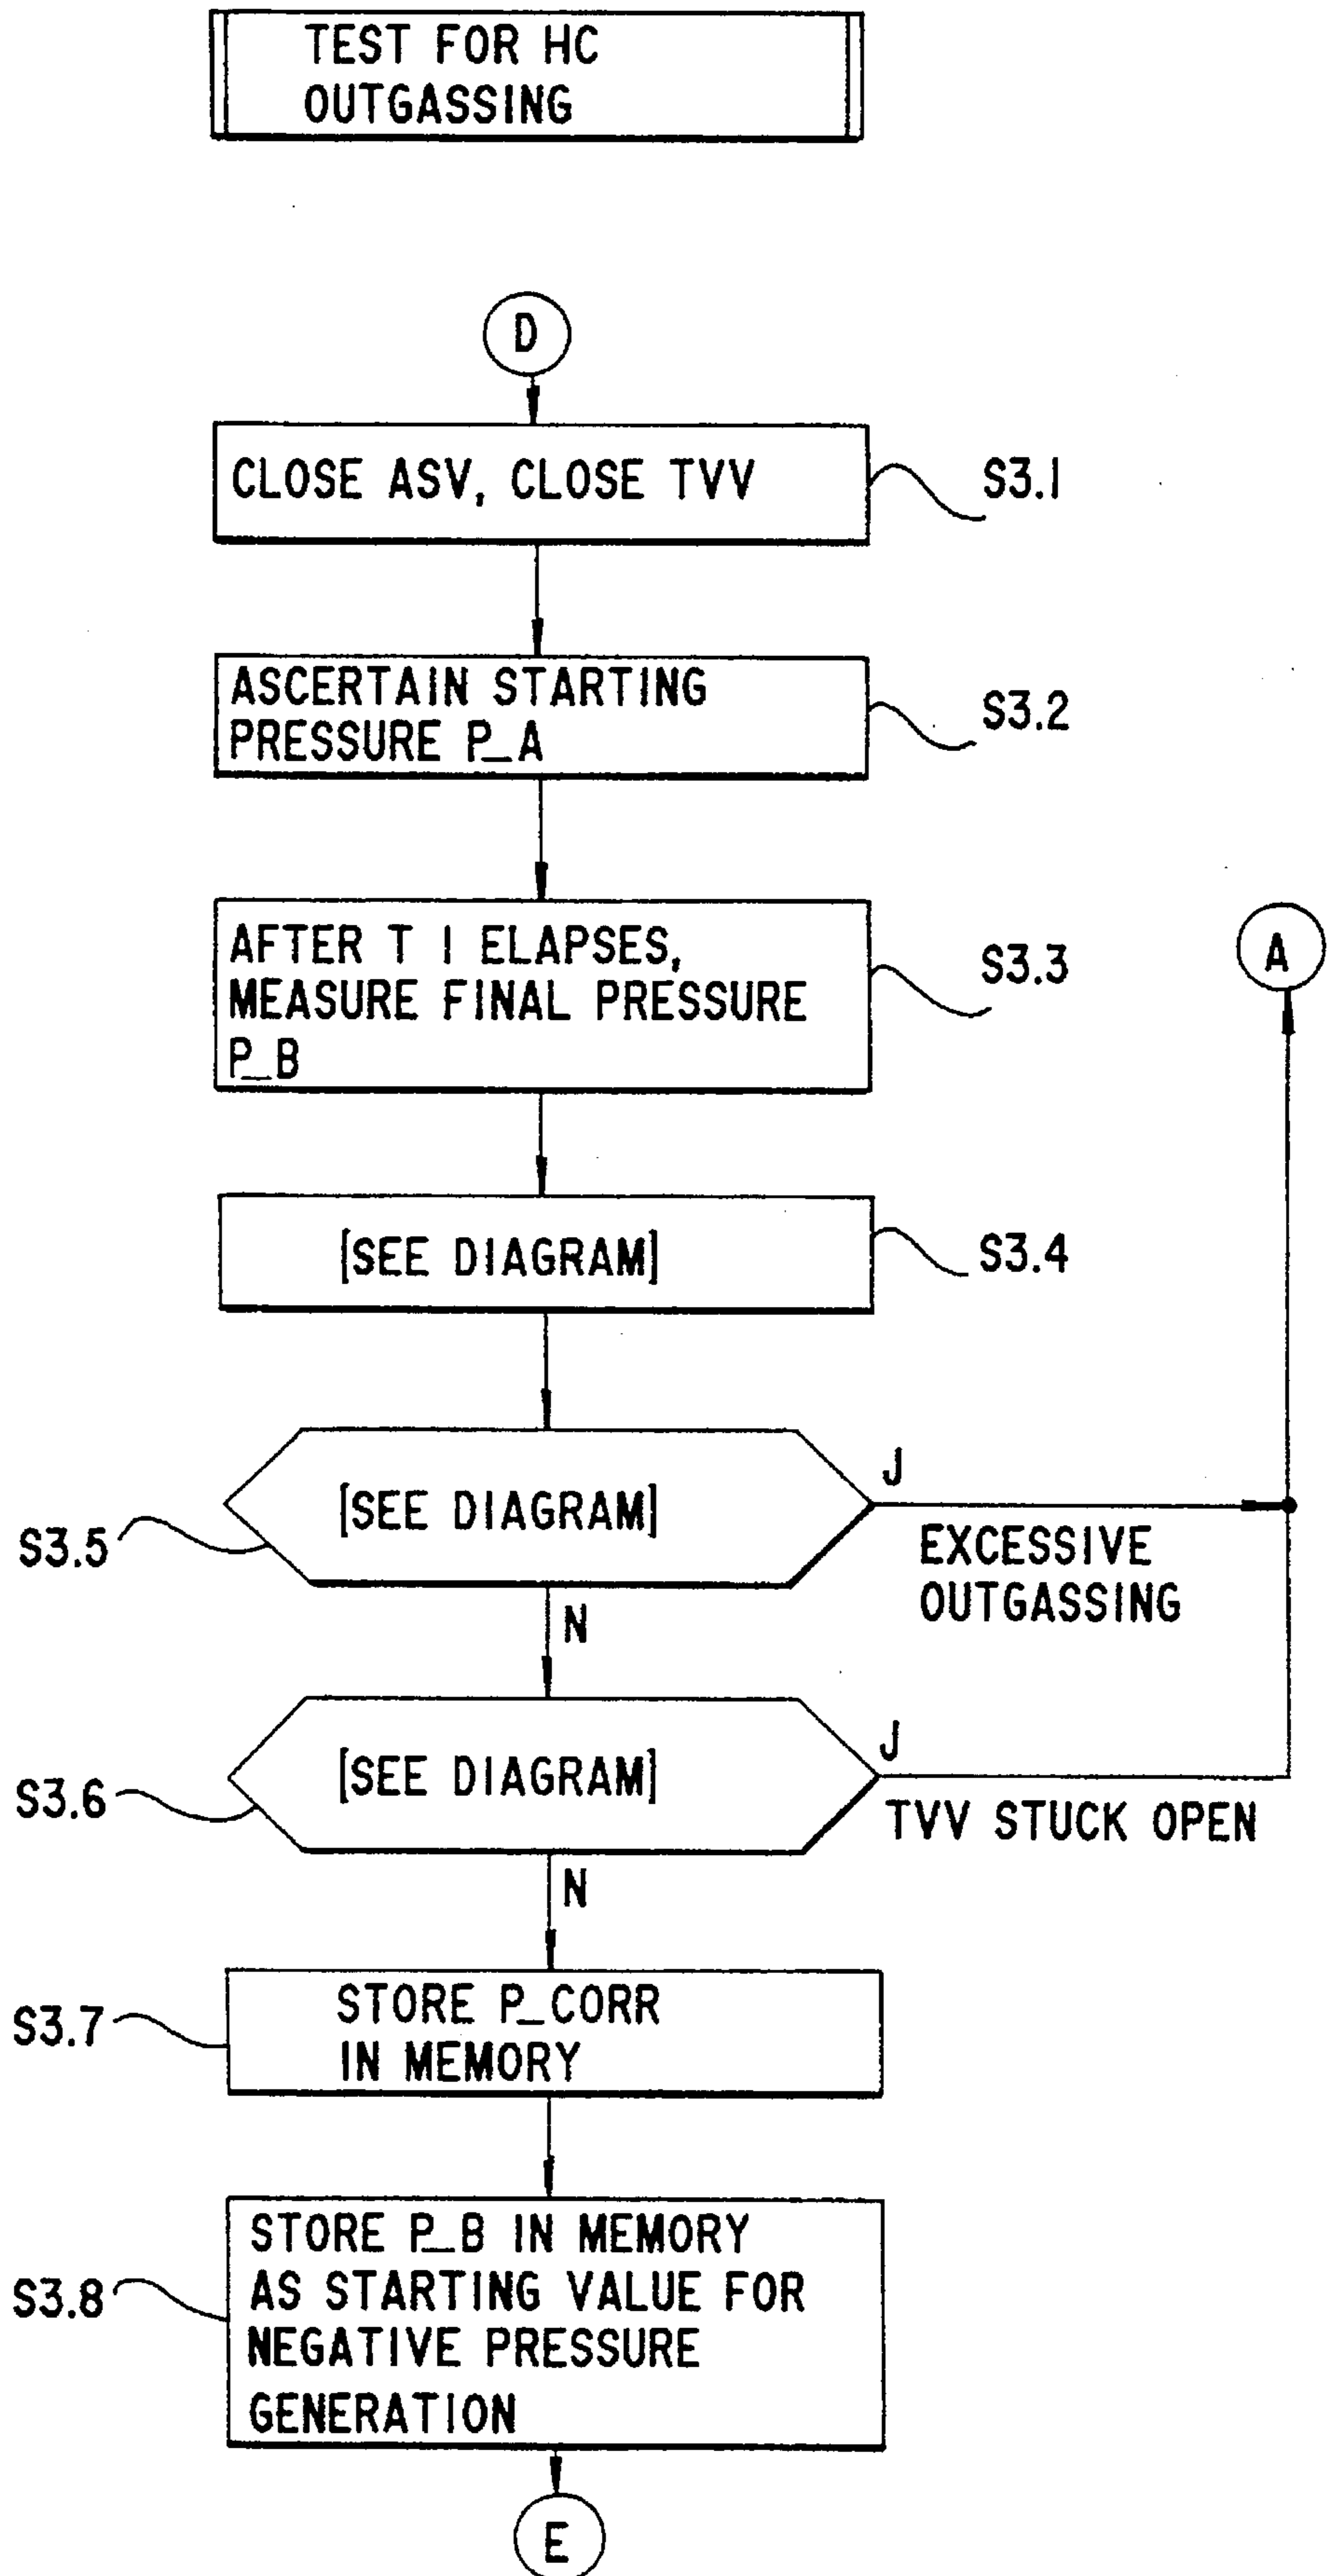 TEST FOR HC
OUTGASSING
D
CLOSE ASV, CLOSE TVV
S3.1
ASCERTAIN STARTING
PRESSURE P_A
S3.2
AFTER T 1 ELAPSES,
MEASURE FINAL PRESSURE
P_B
S3.3
A
[SEE DIAGRAM]
S3.4
[SEE DIAGRAM]
S3.5
J
EXCESSIVE
OUTGASSING
N
[SEE DIAGRAM]
S3.6
J
TVV STUCK OPEN
N
STORE P_CORR
IN MEMORY
S3.7
STORE P_B IN MEMORY
AS STARTING VALUE FOR
NEGATIVE PRESSURE
GENERATION
S3.8
E